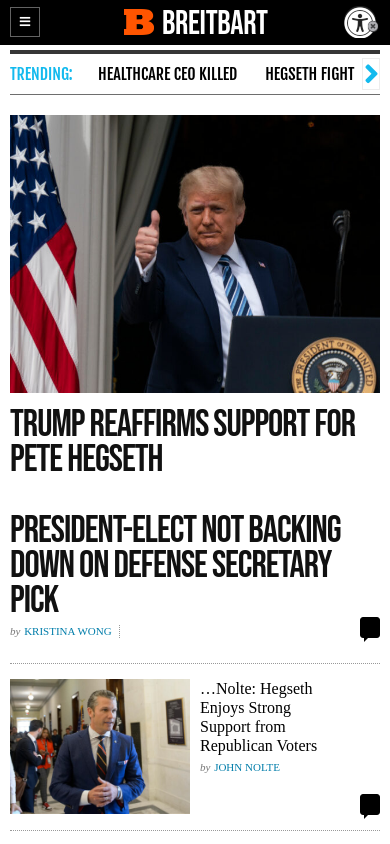 B BREITBART
TRENDING: HEALTHCARE CEO KILLED HEGSETH FIGHT
PRESIDENT OF THE UNITED
TRUMP REAFFIRMS SUPPORT FOR
PETE HEGSETH
PRESIDENT-ELECT NOT BACKING
DOWN ON DEFENSE SECRETARY
PICK
by KRISTINA WONG
…Nolte: Hegseth
Enjoys Strong
Support from
Republican Voters
by JOHN NOLTE